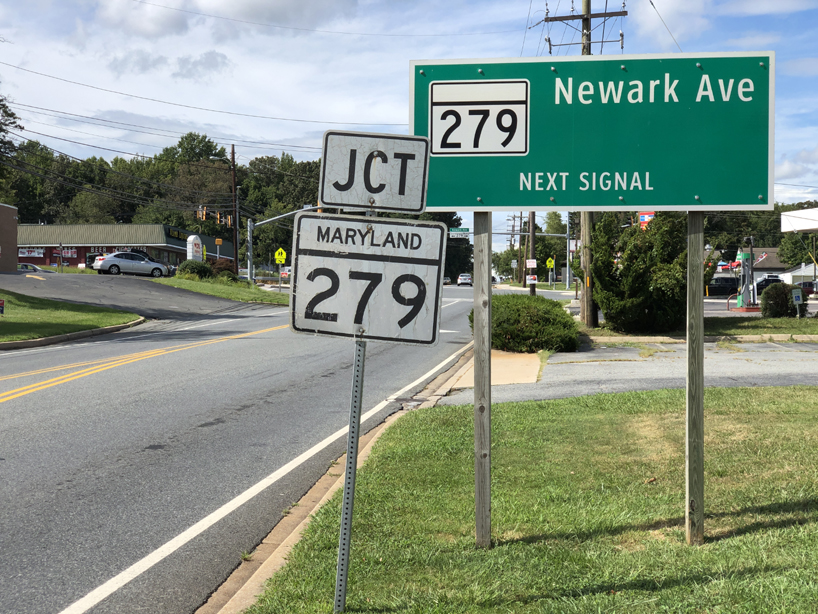 JCT
MARYLAND
279
279
Newark Ave
NEXT SIGNAL